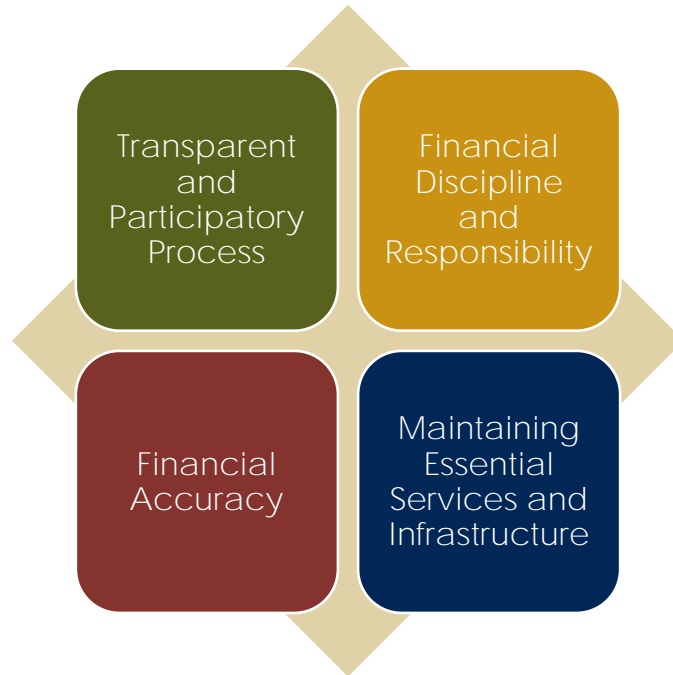 Transparent
and
Participatory
Process
Financial
Discipline
and
Responsibility
Financial
Accuracy
Maintaining
Essential
Services and
Infrastructure